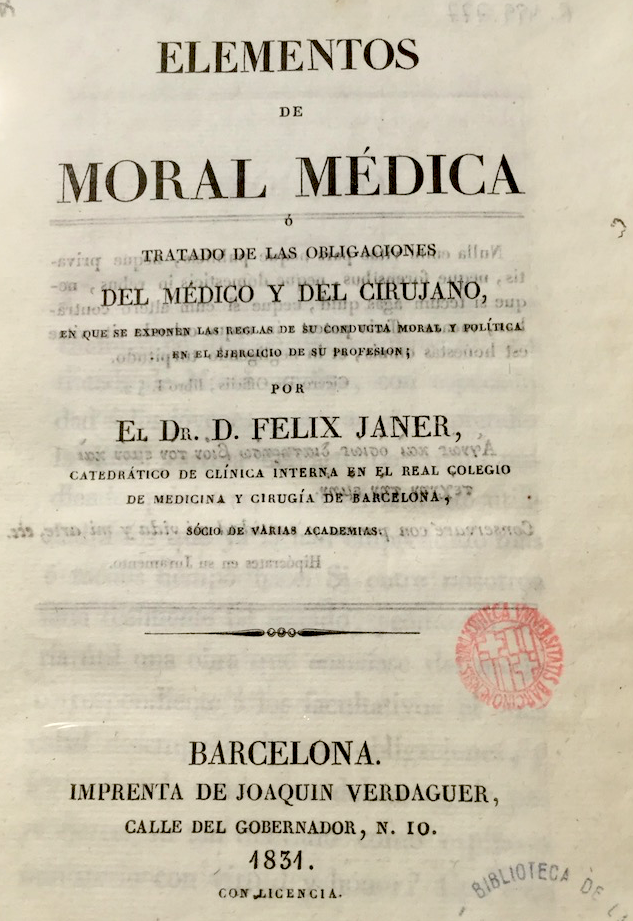 ELEMENTOS
DE
MORAL MÉDICA
Ó
TRATADO DE LAS OBLIGACIONES
DEL MÉDICO Y DEL CIRUJANO,
EN QUE SE EXPONEN LAS REGLAS DE SU CONDUCTA MORAL Y POLÍTICA
EN EL EJERCICIO DE SU PROFESION;
POR
EL DR. D. FELIX JANER,
CATEDRÁTICO DE CLÍNICA INTERNA EN EL REAL COLEGIO
DE MEDICINA Y CIRUGÍA DE BARCELONA,
SÓCIO DE VARIAS ACADEMIAS.
BARCELONA.
IMPRENTA DE JOAQUIN VERDAGUER,
CALLE DEL GOBERNADOR, N. 10.
1831.
CON LICENCIA.
BIBLIOTECA DE